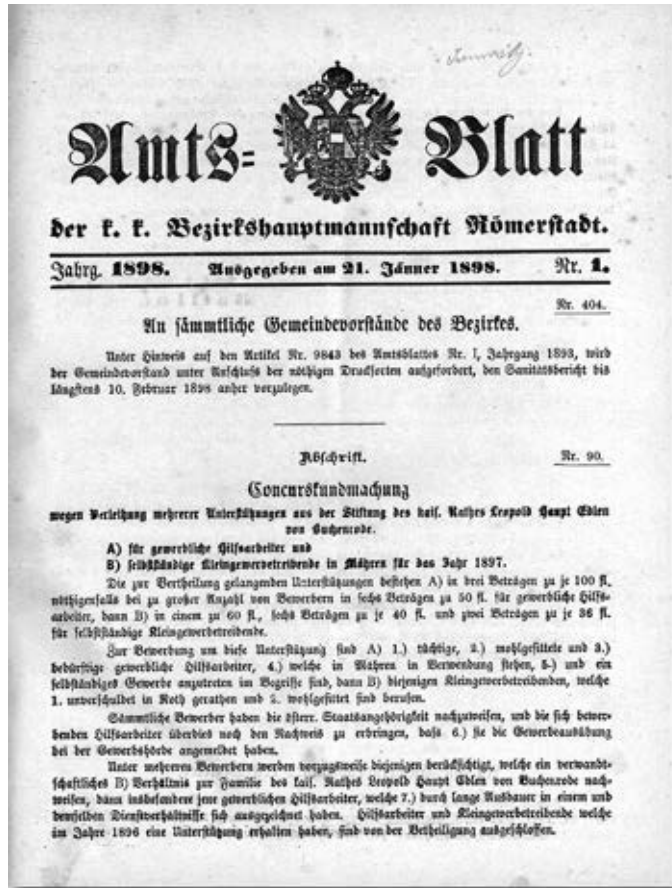 Amts- Blatt
der k. k. Bezirkshauptmannschaft Römerstadt.
Jahrg. 1898. Ausgegeben am 21. Jänner 1898. Nr. 1.
Nr. 404.
An sämmtliche Gemeindevorstände des Bezirkes.
Unter Hinweis auf den Artikel Nr. 9843 des Amtsblattes Nr. I, Jahrgang 1893, wird
der Gemeindevorstand unter Anschluß der nöthigen Drucksorten aufgefordert, den Sanitätsbericht bis
längstens 10. Februar 1898 anher vorzulegen.
Abschrift. Nr. 90.
Concurskundmachung
wegen Verleihung mehrerer Unterstützungen aus der Stiftung des kais. Rathes Leopold Haupt Edlen
von Buchenrode.
A) für gewerbliche Hilfsarbeiter und
B) selbstständige Kleingewerbetreibende in Mähren für das Jahr 1897.
Die zur Vertheilung gelangenden Unterstützungen bestehen A) in drei Beträgen zu je 100 fl.
nöthigenfalls bei zu großer Anzahl von Bewerbern in sechs Beträgen zu 50 fl. für gewerbliche Hilfs-
arbeiter, dann B) in einem zu 60 fl., sechs Beträgen zu je 40 fl. und zwei Beträgen zu je 36 fl.
für selbstständige Kleingewerbetreibende.
Zur Bewerbung um diese Unterstützung sind A) 1.) tüchtige, 2.) wohlgesittete und 3.)
bedürftige gewerbliche Hilfsarbeiter, 4.) welche in Mähren in Verwendung stehen, 5.) und ein
selbständiges Gewerbe anzutreten im Begriffe sind, dann B) diejenigen Kleingewerbetreibenden, welche
1. unverschuldet in Noth gerathen und 2. wohlgesittet sind berufen.
Sämmtliche Bewerber haben die österr. Staatsangehörigkeit nachzuweisen, und die sich bewer-
benden Hilfsarbeiter überdies noch den Nachweis zu erbringen, daß 6.) sie die Gewerbeausübung
bei der Gewerbsbehörde angemeldet haben.
Unter mehreren Bewerbern werden vorzugsweise diejenigen berücksichtigt, welche ein verwandt-
schaftliches B) Verhältnis zur Familie des kais. Rathes Leopold Haupt Edlen von Buchenrode nach-
weisen, dann insbesondere jene gewerblichen Hilfsarbeiter, welche 7.) durch lange Ausdauer in einem und
demselben Dienstverhältnisse sich ausgezeichnet haben. Hilfsarbeiter und Kleingewerbetreibende welche
im Jahre 1896 eine Unterstützung erhalten haben, sind von der Betheiligung ausgeschlossen.